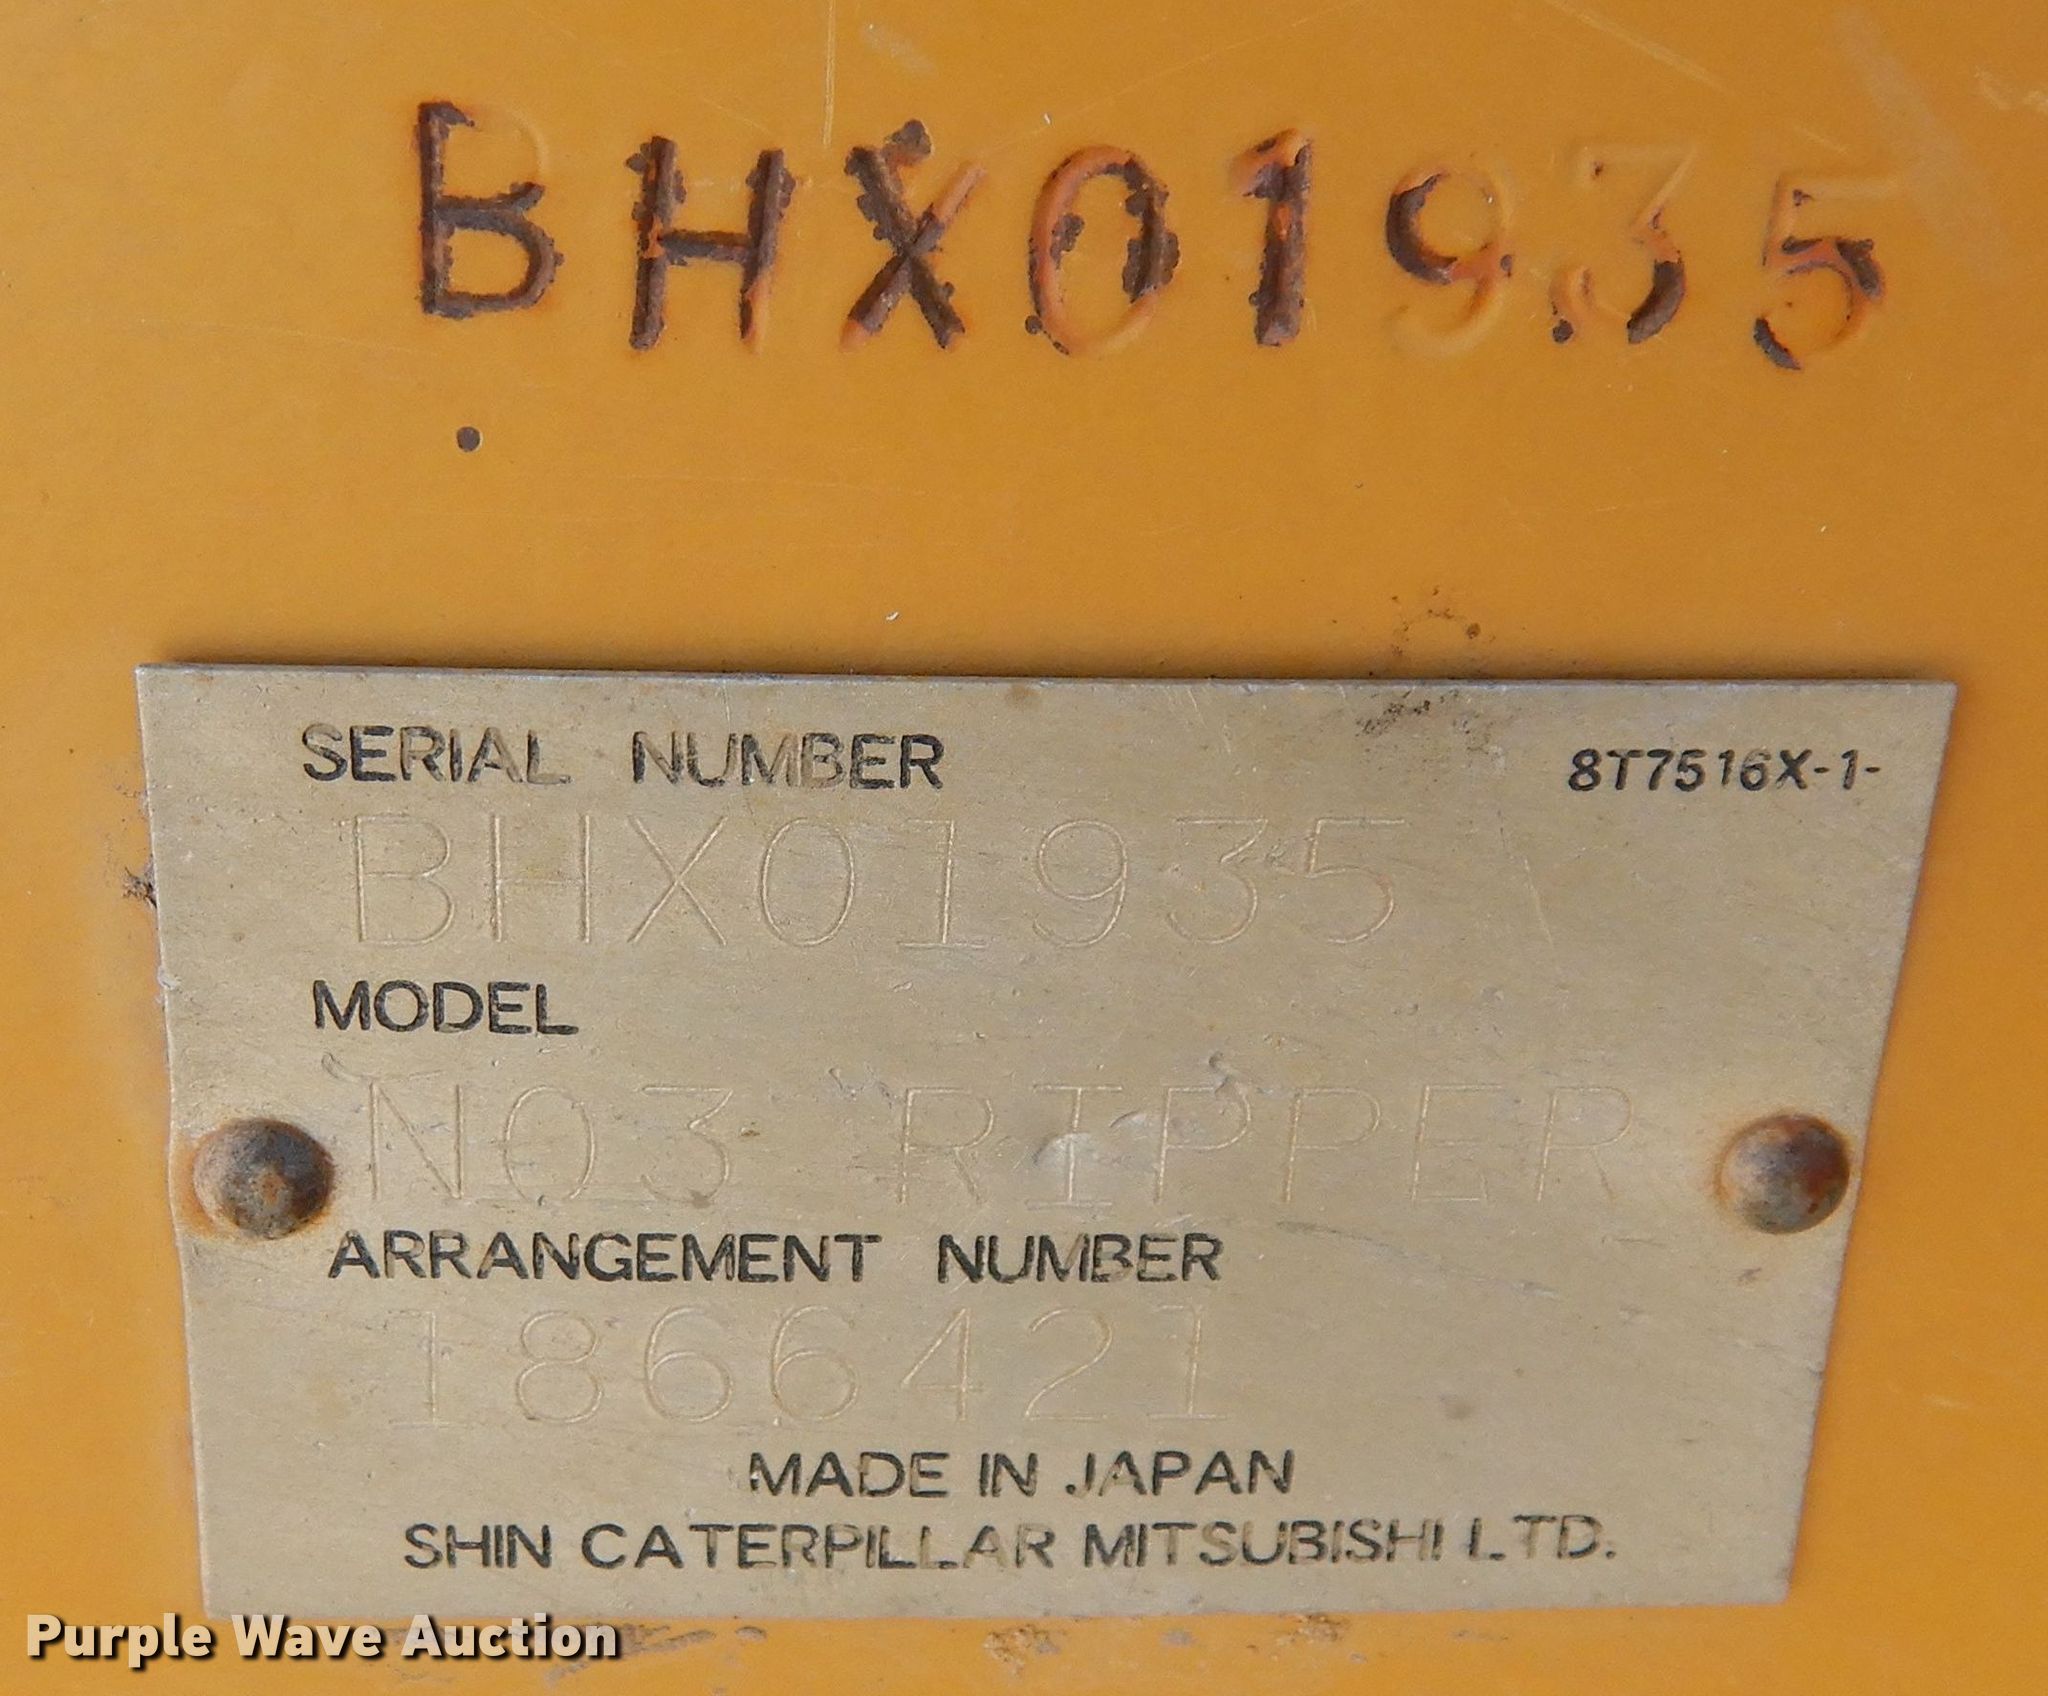 BHX01935
SERIAL NUMBER 8T7516X-1-
BHX01935
MODEL
NO3 RIPPER
ARRANGEMENT NUMBER
1866421
MADE IN JAPAN
SHIN CATERPILLAR MITSUBISHI LTD.
Purple Wave Auction